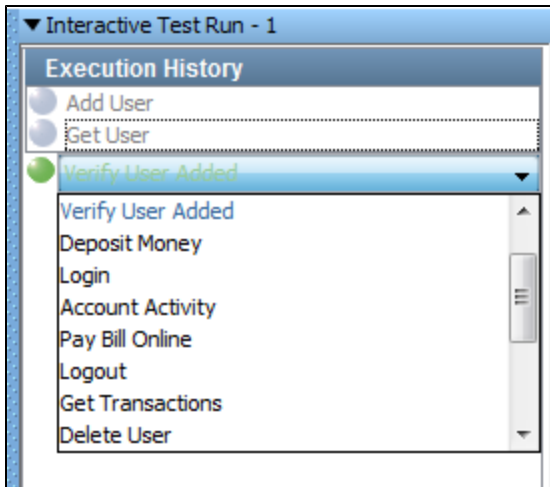 Interactive Test Run - 1
Execution History
Add User
Get User
Verify User Added
Verify User Added
Deposit Money
Login
Account Activity
Pay Bill Online
Logout
Get Transactions
Delete User